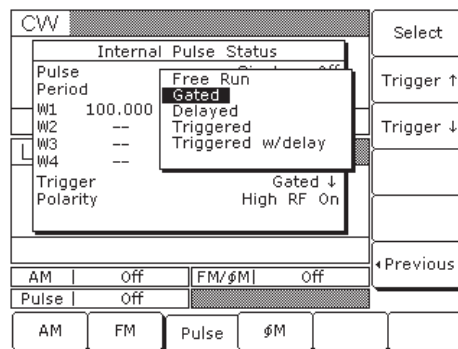 CW
Internal Pulse Status
Pulse
Period
W1 100.000
W2 --
W3 --
W4 --
Free Run
Gated
Delayed
Triggered
Triggered w/delay
Trigger Gated ↓
Polarity High RF On
L
AM Off FM/ϕM Off
Pulse Off
AM FM Pulse ϕM
Select
Trigger ↑
Trigger ↓
Previous